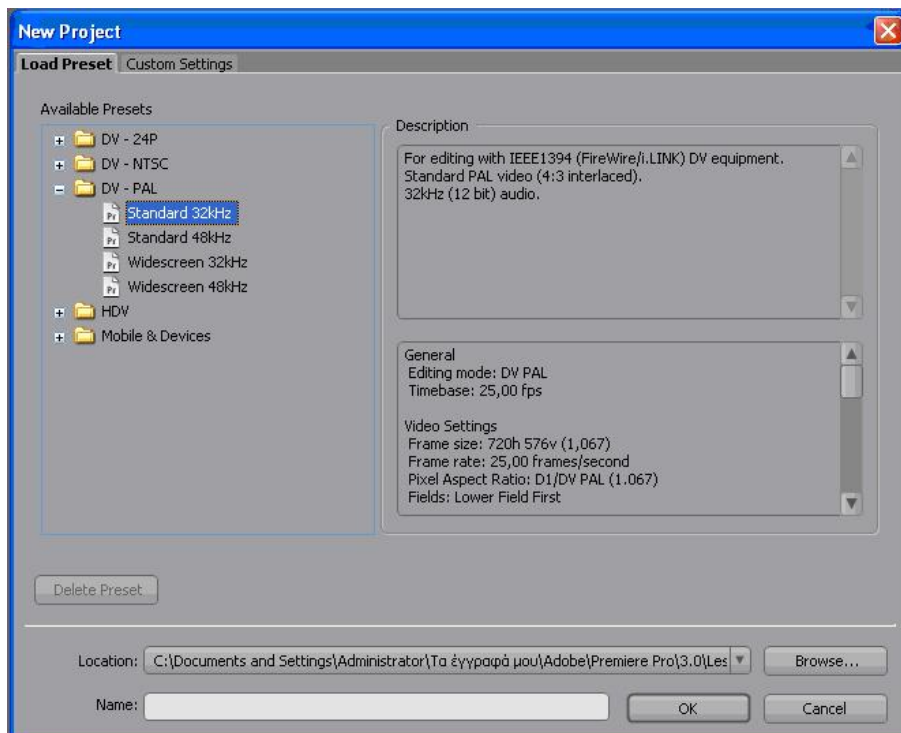 New Project
Load Preset Custom Settings
Available Presets
DV - 24P
DV - NTSC
DV - PAL
Standard 32kHz
Standard 48kHz
Widescreen 32kHz
Widescreen 48kHz
HDV
Mobile & Devices
Description
For editing with IEEE1394 (FireWire/i.LINK) DV equipment.
Standard PAL video (4:3 interlaced).
32kHz (12 bit) audio.
General
Editing mode: DV PAL
Timebase: 25,00 fps
Video Settings
Frame size: 720h 576v (1,067)
Frame rate: 25,00 frames/second
Pixel Aspect Ratio: D1/DV PAL (1.067)
Fields: Lower Field First
Delete Preset
Location: C:\Documents and Settings\Administrator\Τα έγγραφά μου\Adobe\Premiere Pro\3.0\Les Browse...
Name: OK Cancel